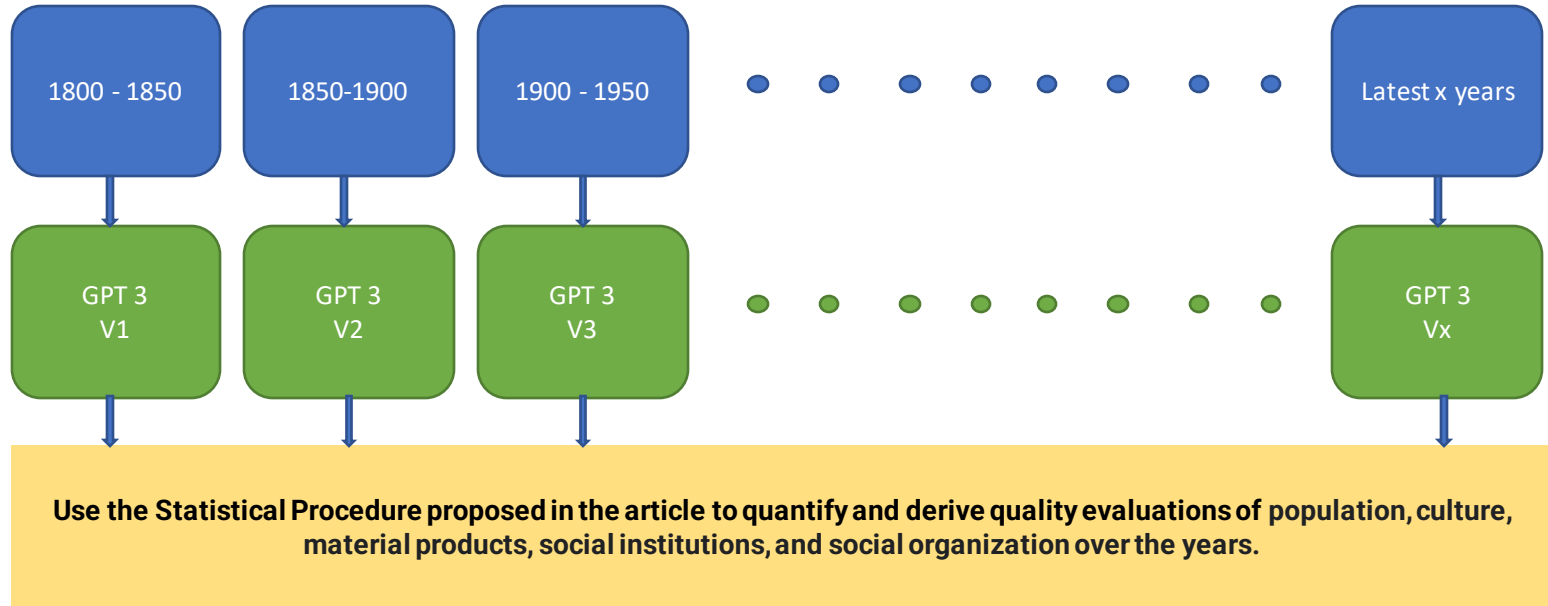 1800 - 1850
1850-1900
1900 - 1950
Latest x years
GPT 3
V1
GPT 3
V2
GPT 3
V3
GPT 3
Vx
Use the Statistical Procedure proposed in the article to quantify and derive quality evaluations of population, culture,
material products, social institutions, and social organization over the years.